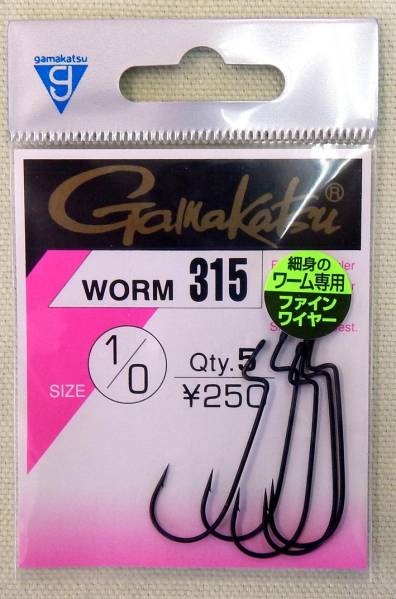 gamakatsu
g
Gamakatsu®
WORM 315
細身の
ワーム専用
ファイン
ワイヤー
SIZE 1/0
Qty.5
¥250